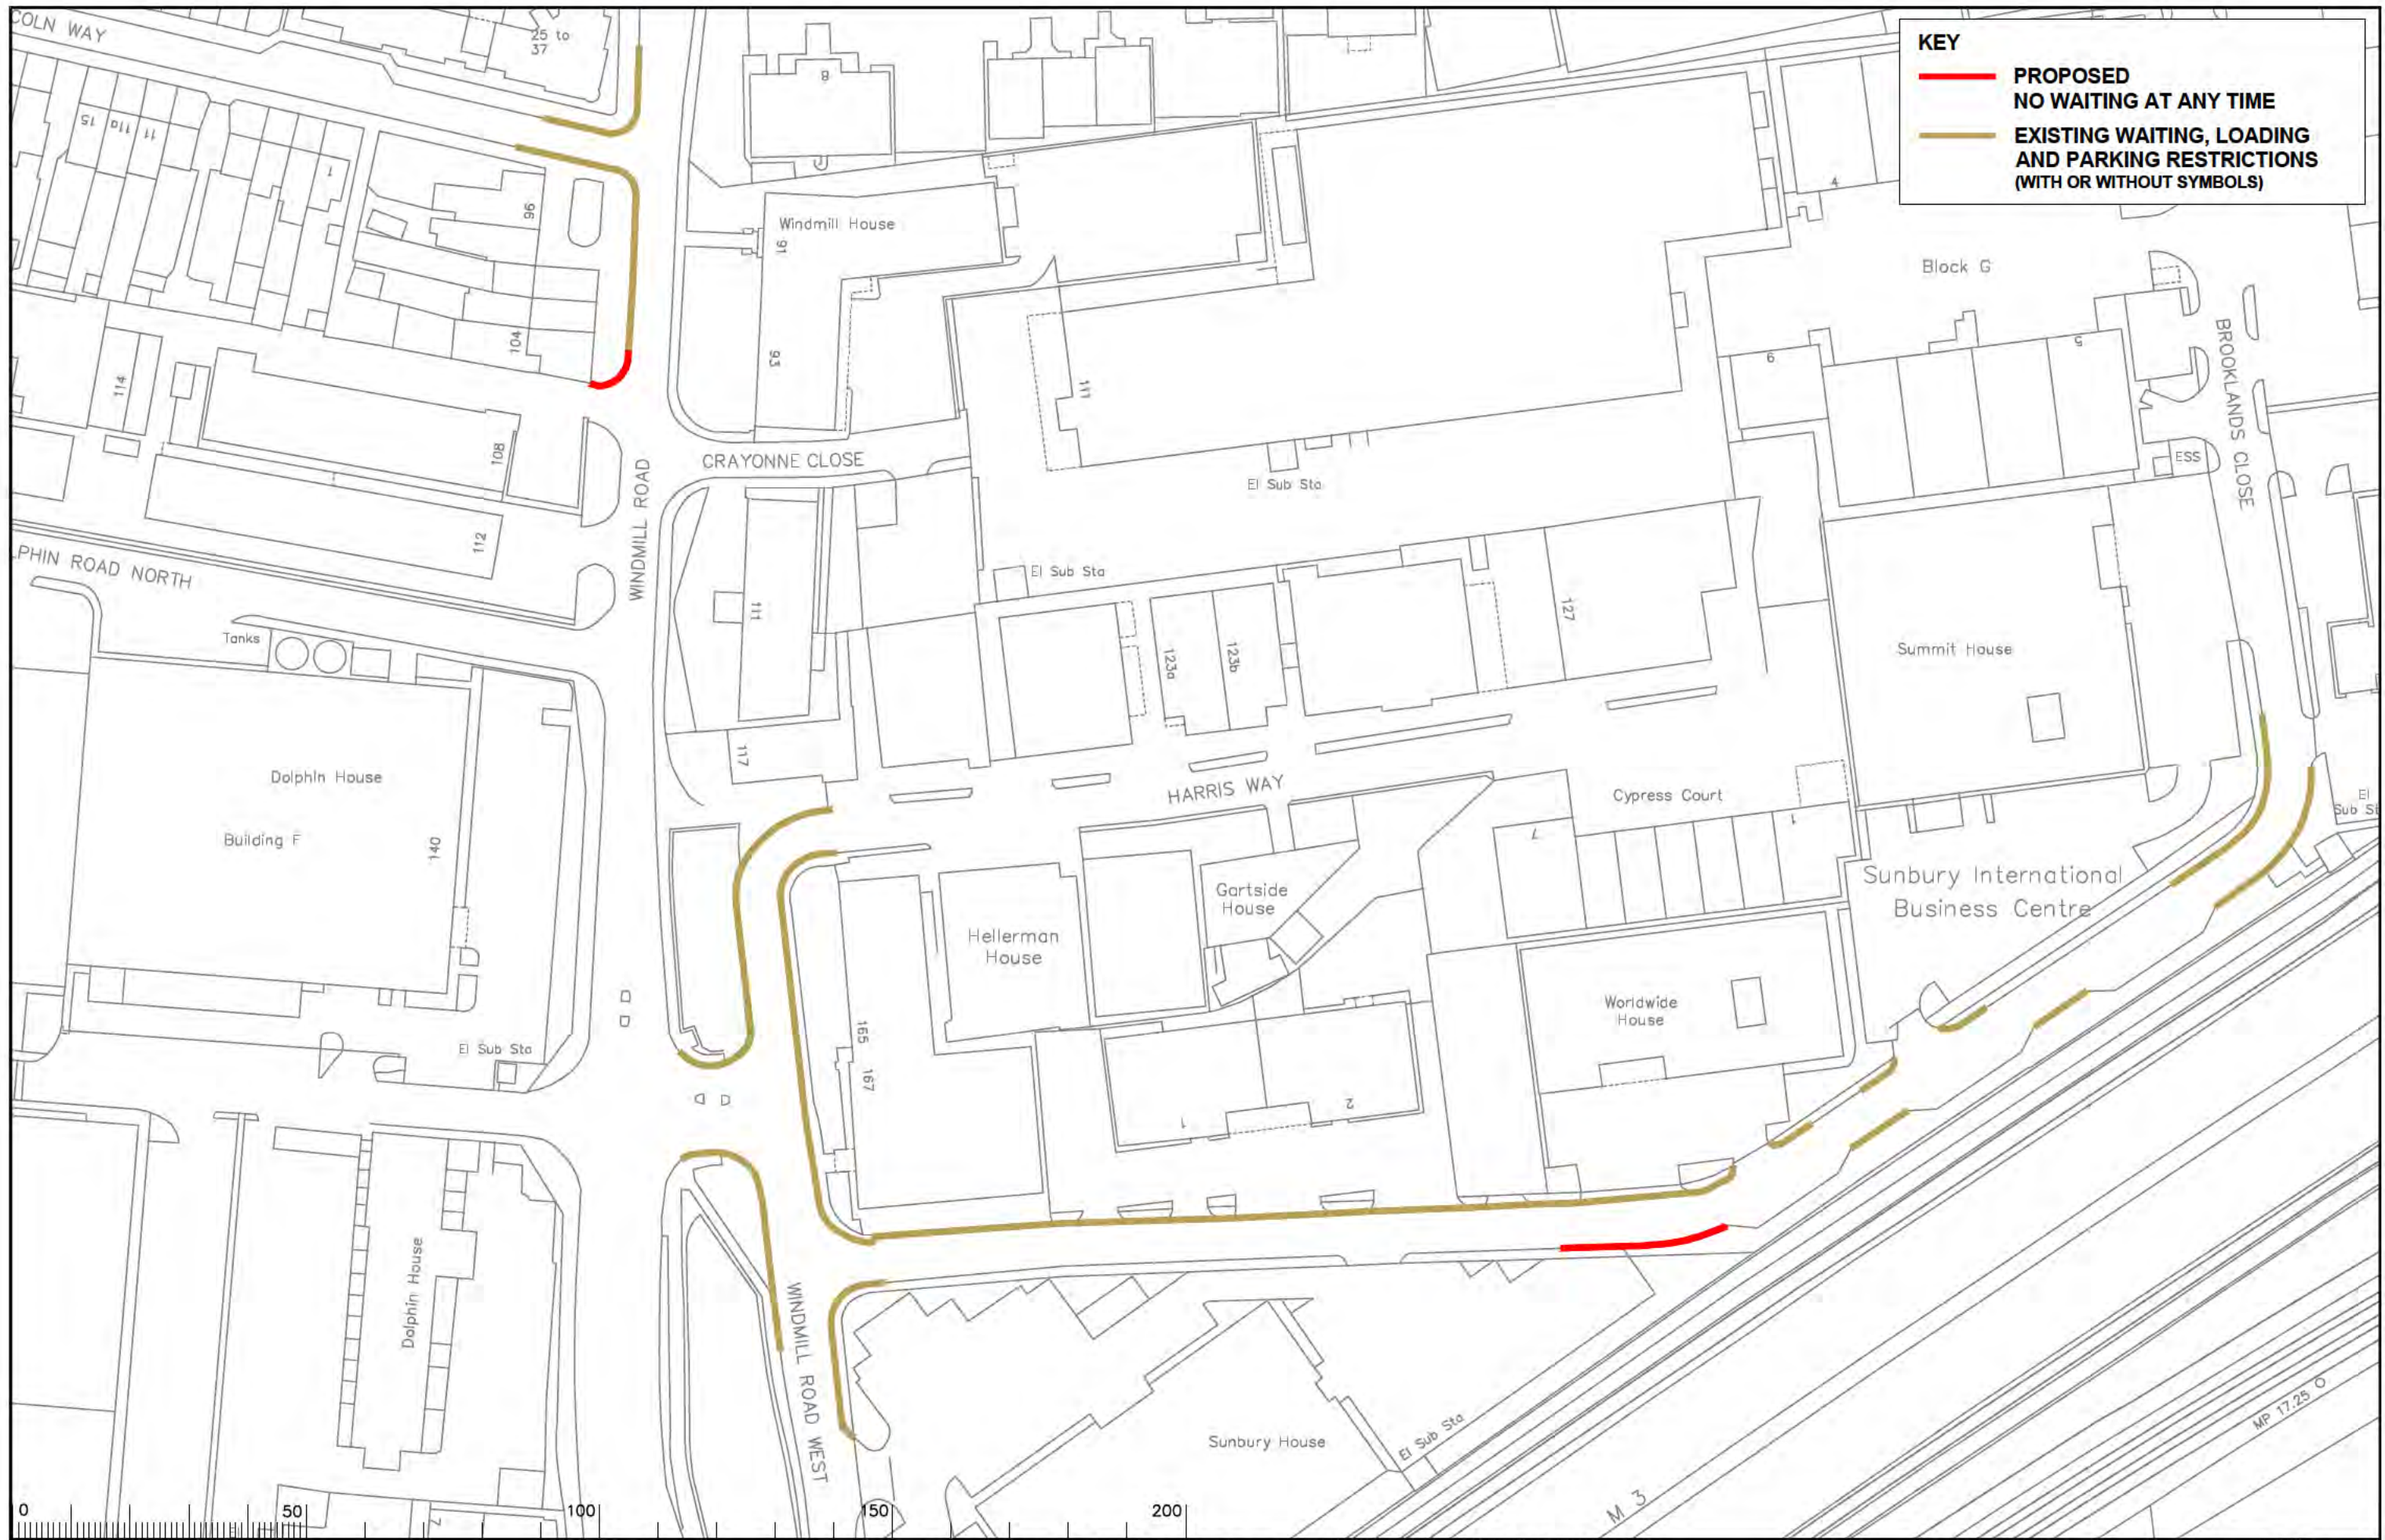 COLN WAY
25 to
37
8
KEY
PROPOSED
NO WAITING AT ANY TIME
EXISTING WAITING, LOADING
AND PARKING RESTRICTIONS
(WITH OR WITHOUT SYMBOLS)
15
11a
11
1
96
Windmill House
91
4
Block G
BROOKLANDS CLOSE
104
93
114
111
6
5
108
CRAYONNE CLOSE
WINDMILL ROAD
El Sub Sta
ESS
112
LPHIN ROAD NORTH
El Sub Sta
Tanks
111
123a
123b
127
Summit House
117
Dolphin House
HARRIS WAY
Cypress Court
El
Sub St
Building F
140
7
1
Gartside
House
Sunbury International
Business Centre
Hellerman
House
Worldwide
House
165
El Sub Sta
167
1
2
Dolphin House
WINDMILL ROAD WEST
Sunbury House
El Sub Sta
M 3
MP 17.25
0
50
100
150
200